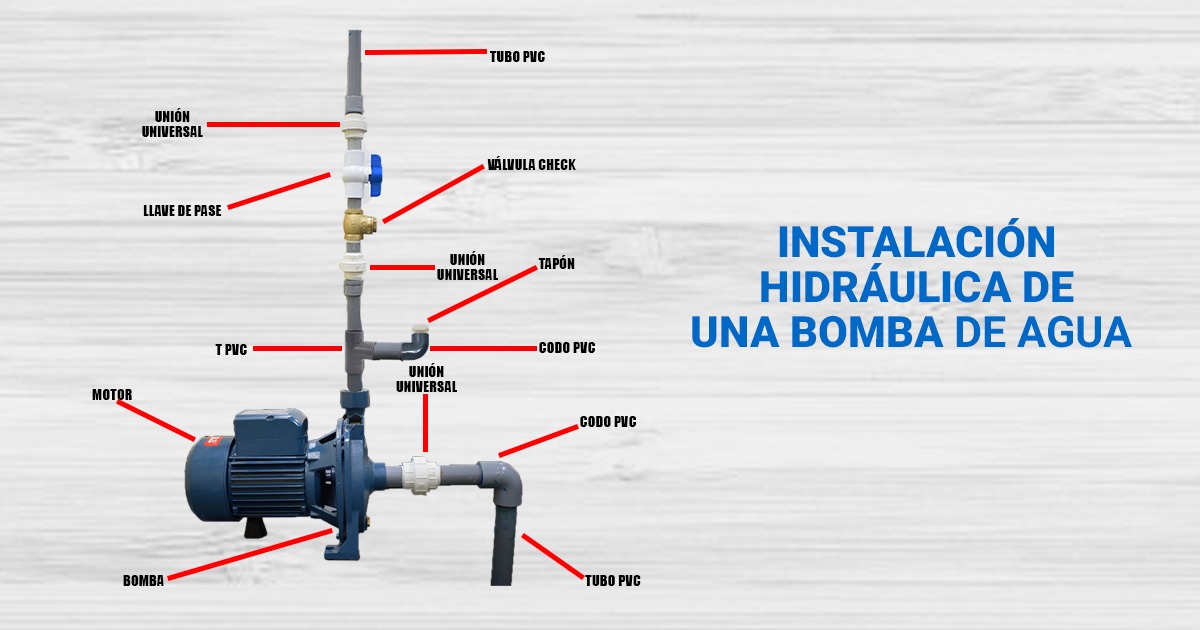 TUBO PVC
UNIÓN
UNIVERSAL
VÁLVULA CHECK
LLAVE DE PASE
UNIÓN
UNIVERSAL
TAPÓN
T PVC
CODO PVC
UNIÓN
UNIVERSAL
MOTOR
CODO PVC
BOMBA
TUBO PVC
INSTALACIÓN
HIDRÁULICA DE
UNA BOMBA DE AGUA